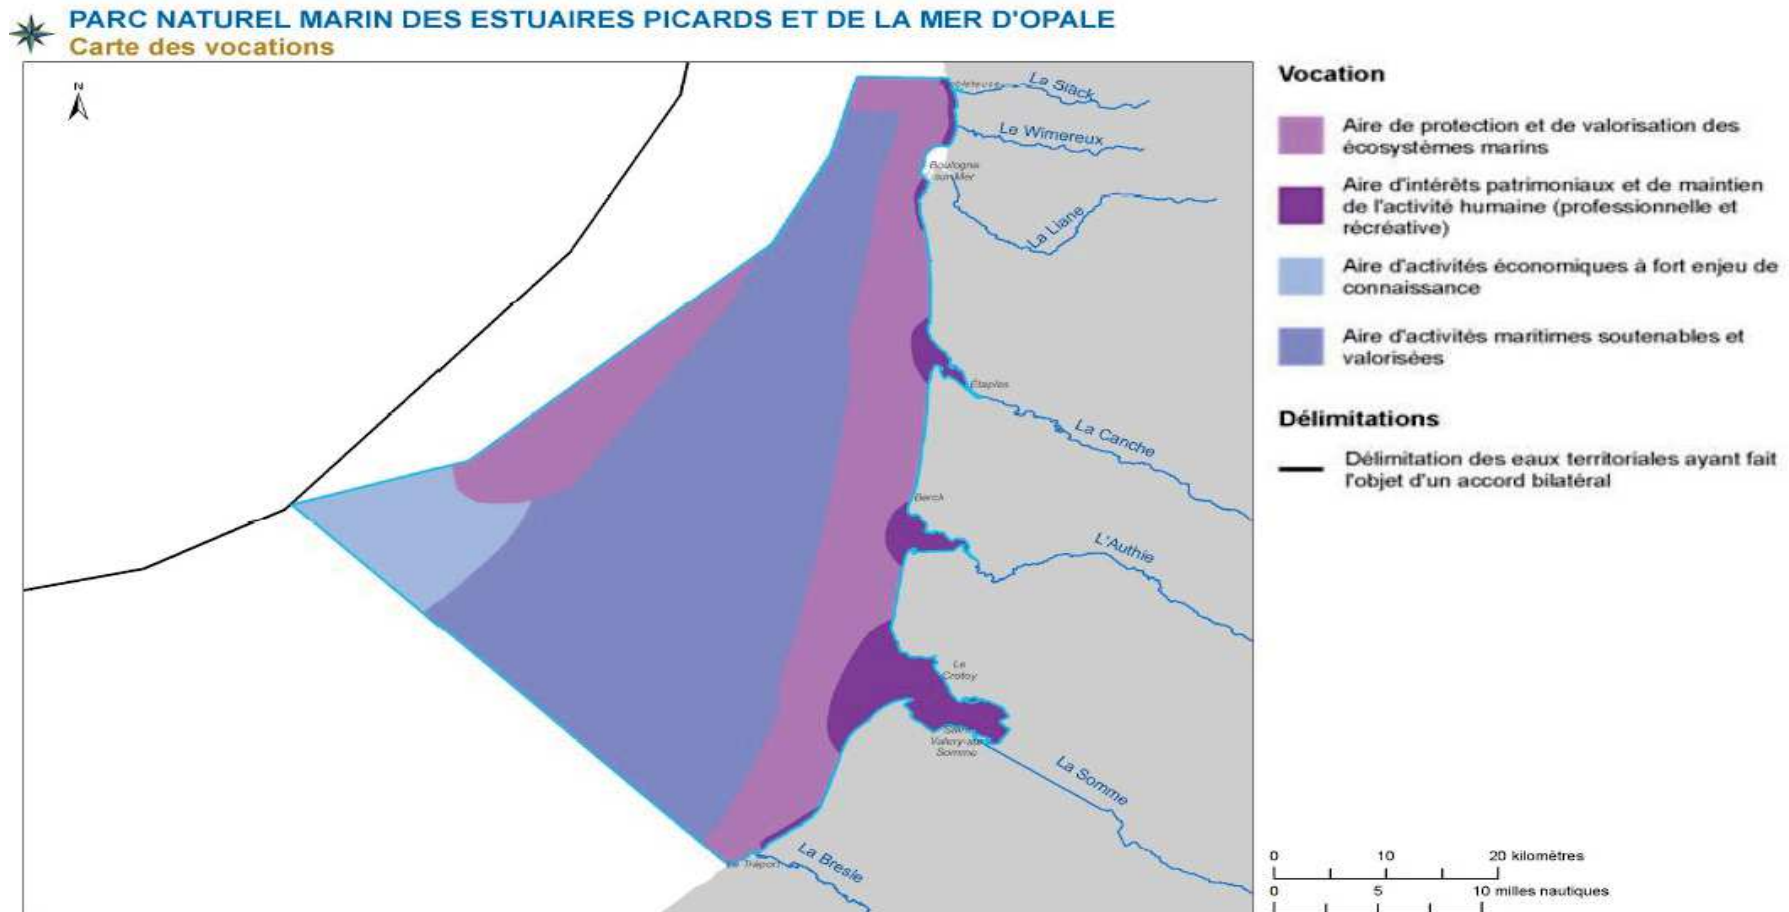 PARC NATUREL MARIN DES ESTUAIRES PICARDS ET DE LA MER D'OPALE
Carte des vocations
N
La Slack
Le Wimereux
Boulogne
sur-Mer
La Liane
Étaples
La Canche
Berck
L'Authie
Le
Crotoy
Saint
Valery-sur
Somme
La Somme
Le Tréport
La Bresle
Vocation
Aire de protection et de valorisation des
écosystèmes marins
Aire d'intérêts patrimoniaux et de maintien
de l'activité humaine (professionnelle et
récréative)
Aire d'activités économiques à fort enjeu de
connaissance
Aire d'activités maritimes soutenables et
valorisées
Délimitations
Délimitation des eaux territoriales ayant fait
l'objet d'un accord bilatéral
0 10 20 kilomètres
0 5 10 milles nautiques